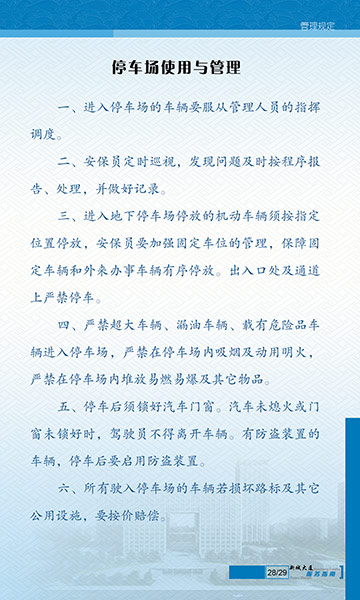 管理规定
停车场使用与管理
一、进入停车场的车辆要服从管理人员的指挥
调度。
二、安保员定时巡视，发现问题及时按程序报
告、处理，并做好记录。
三、进入地下停车场停放的机动车辆须按指定
位置停放，安保员要加强固定车位的管理，保障固
定车辆和外来办事车辆有序停放。出入口处及通道
上严禁停车。
四、严禁超大车辆、漏油车辆、载有危险品车
辆进入停车场，严禁在停车场内吸烟及动用明火，
严禁在停车场内堆放易燃易爆及其它物品。
五、停车后须锁好汽车门窗。汽车未熄火或门
窗未锁好时，驾驶员不得离开车辆。有防盗装置的
车辆，停车后要启用防盗装置。
六、所有驶入停车场的车辆若损坏路标及其它
公用设施，要按价赔偿。
28/29
新城大厦
服务指南